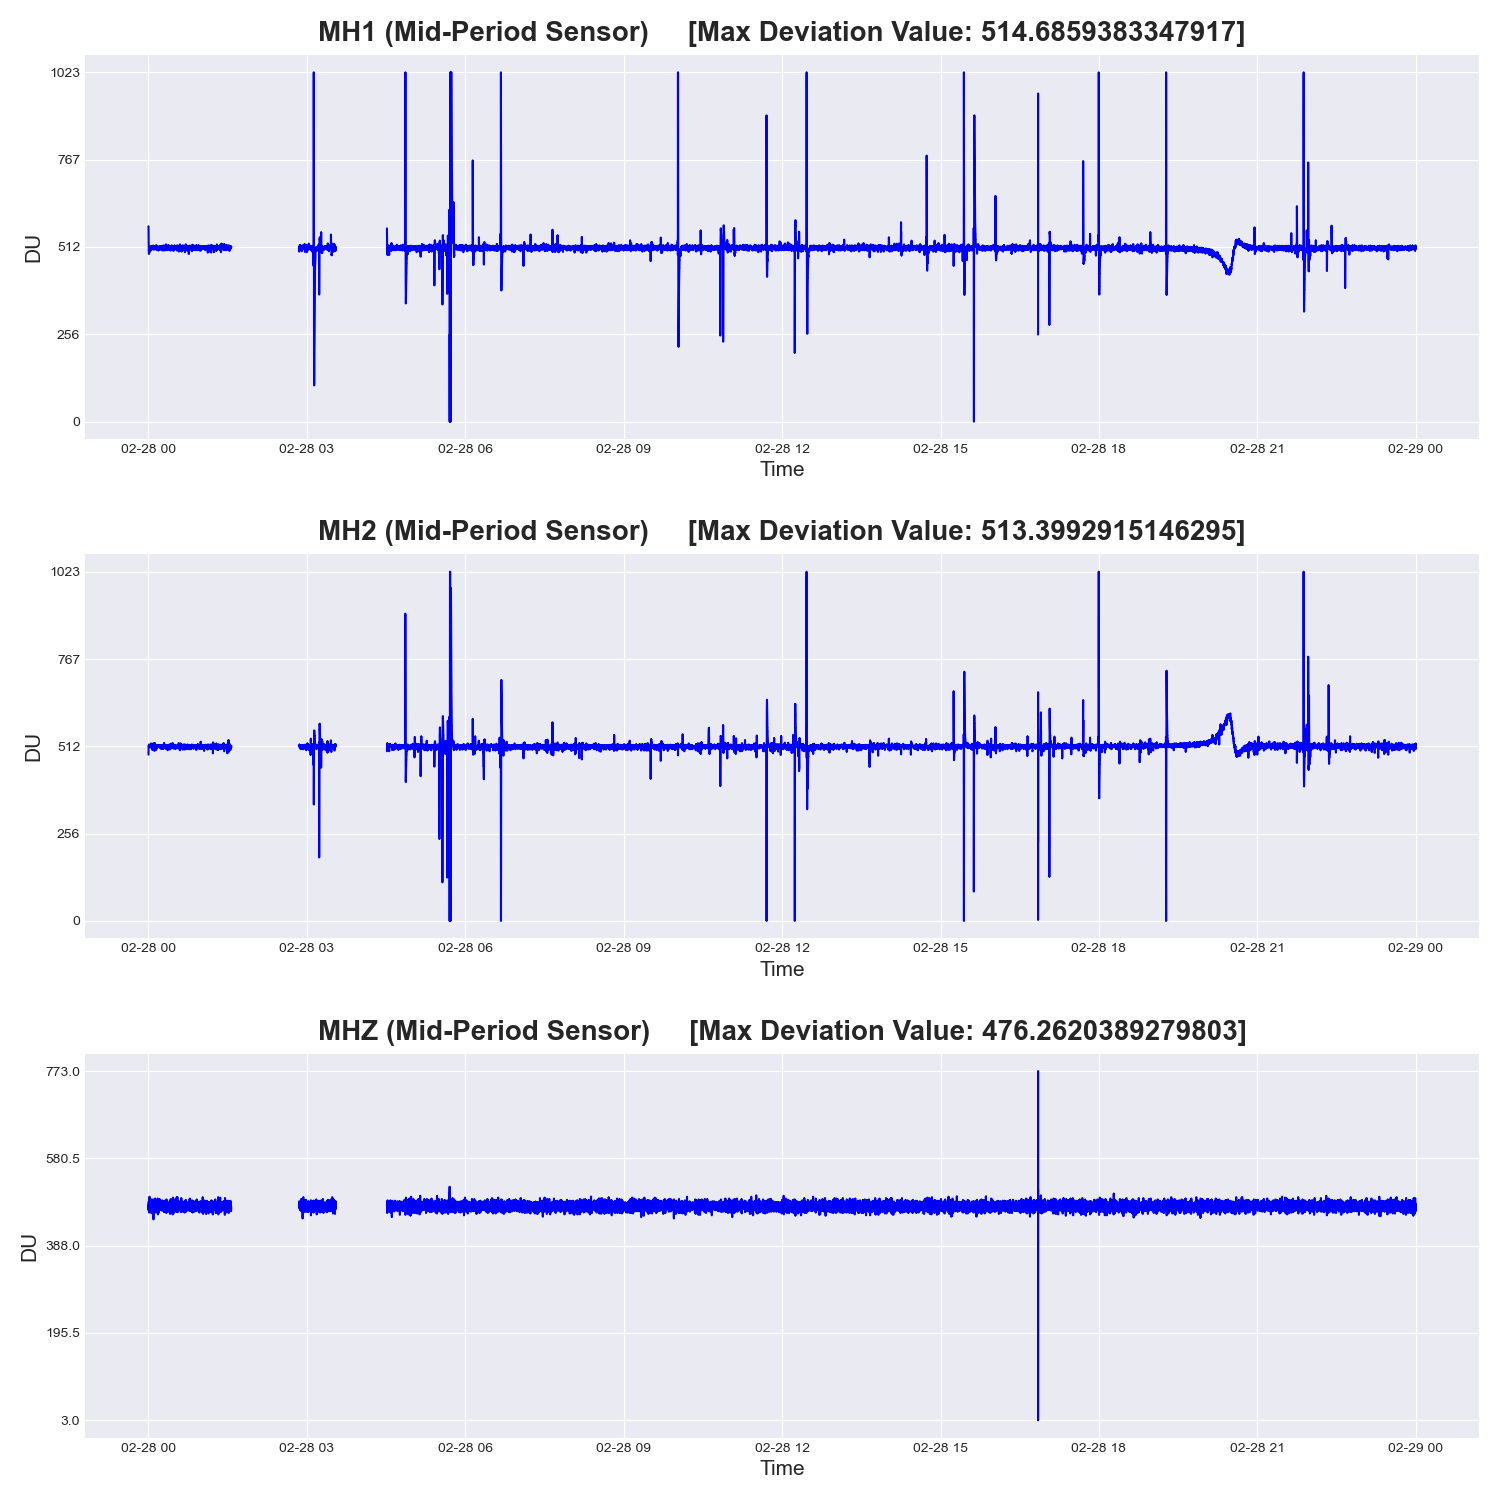 MH1 (Mid-Period Sensor) [Max Deviation Value: 514.6859383347917]
1023
767
512
256
0
DU
02-28 00 02-28 03 02-28 06 02-28 09 02-28 12 02-28 15 02-28 18 02-28 21 02-29 00
Time
MH2 (Mid-Period Sensor) [Max Deviation Value: 513.3992915146295]
1023
767
512
256
0
DU
02-28 00 02-28 03 02-28 06 02-28 09 02-28 12 02-28 15 02-28 18 02-28 21 02-29 00
Time
MHZ (Mid-Period Sensor) [Max Deviation Value: 476.2620389279803]
773.0
580.5
388.0
195.5
3.0
DU
02-28 00 02-28 03 02-28 06 02-28 09 02-28 12 02-28 15 02-28 18 02-28 21 02-29 00
Time